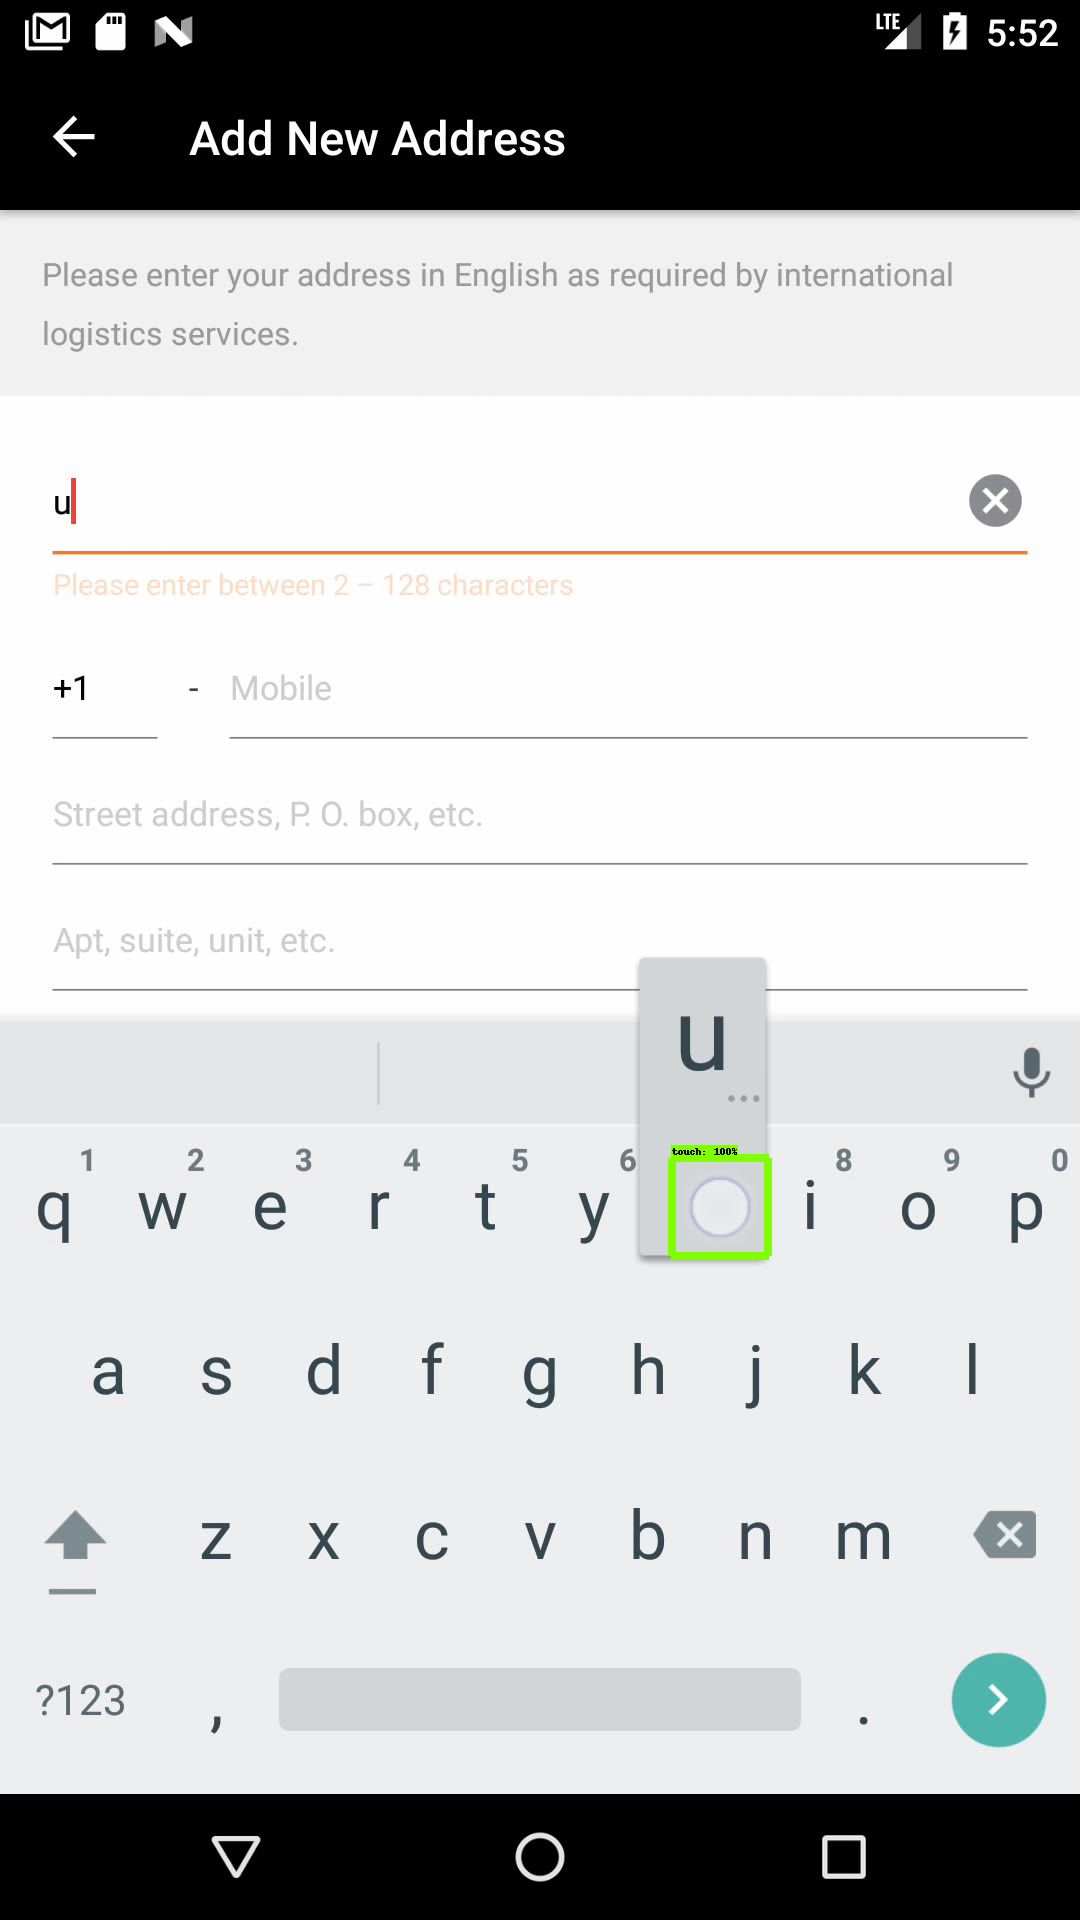 LTE 5:52
Add New Address
Please enter your address in English as required by international
logistics services.
u
Please enter between 2 – 128 characters
+1 - Mobile
Street address, P. O. box, etc.
Apt, suite, unit, etc.
u
...
touch: 100%
1 2 3 4 5 6 8 9 0
q w e r t y i o p
a s d f g h j k l
z x c v b n m
?123 , .